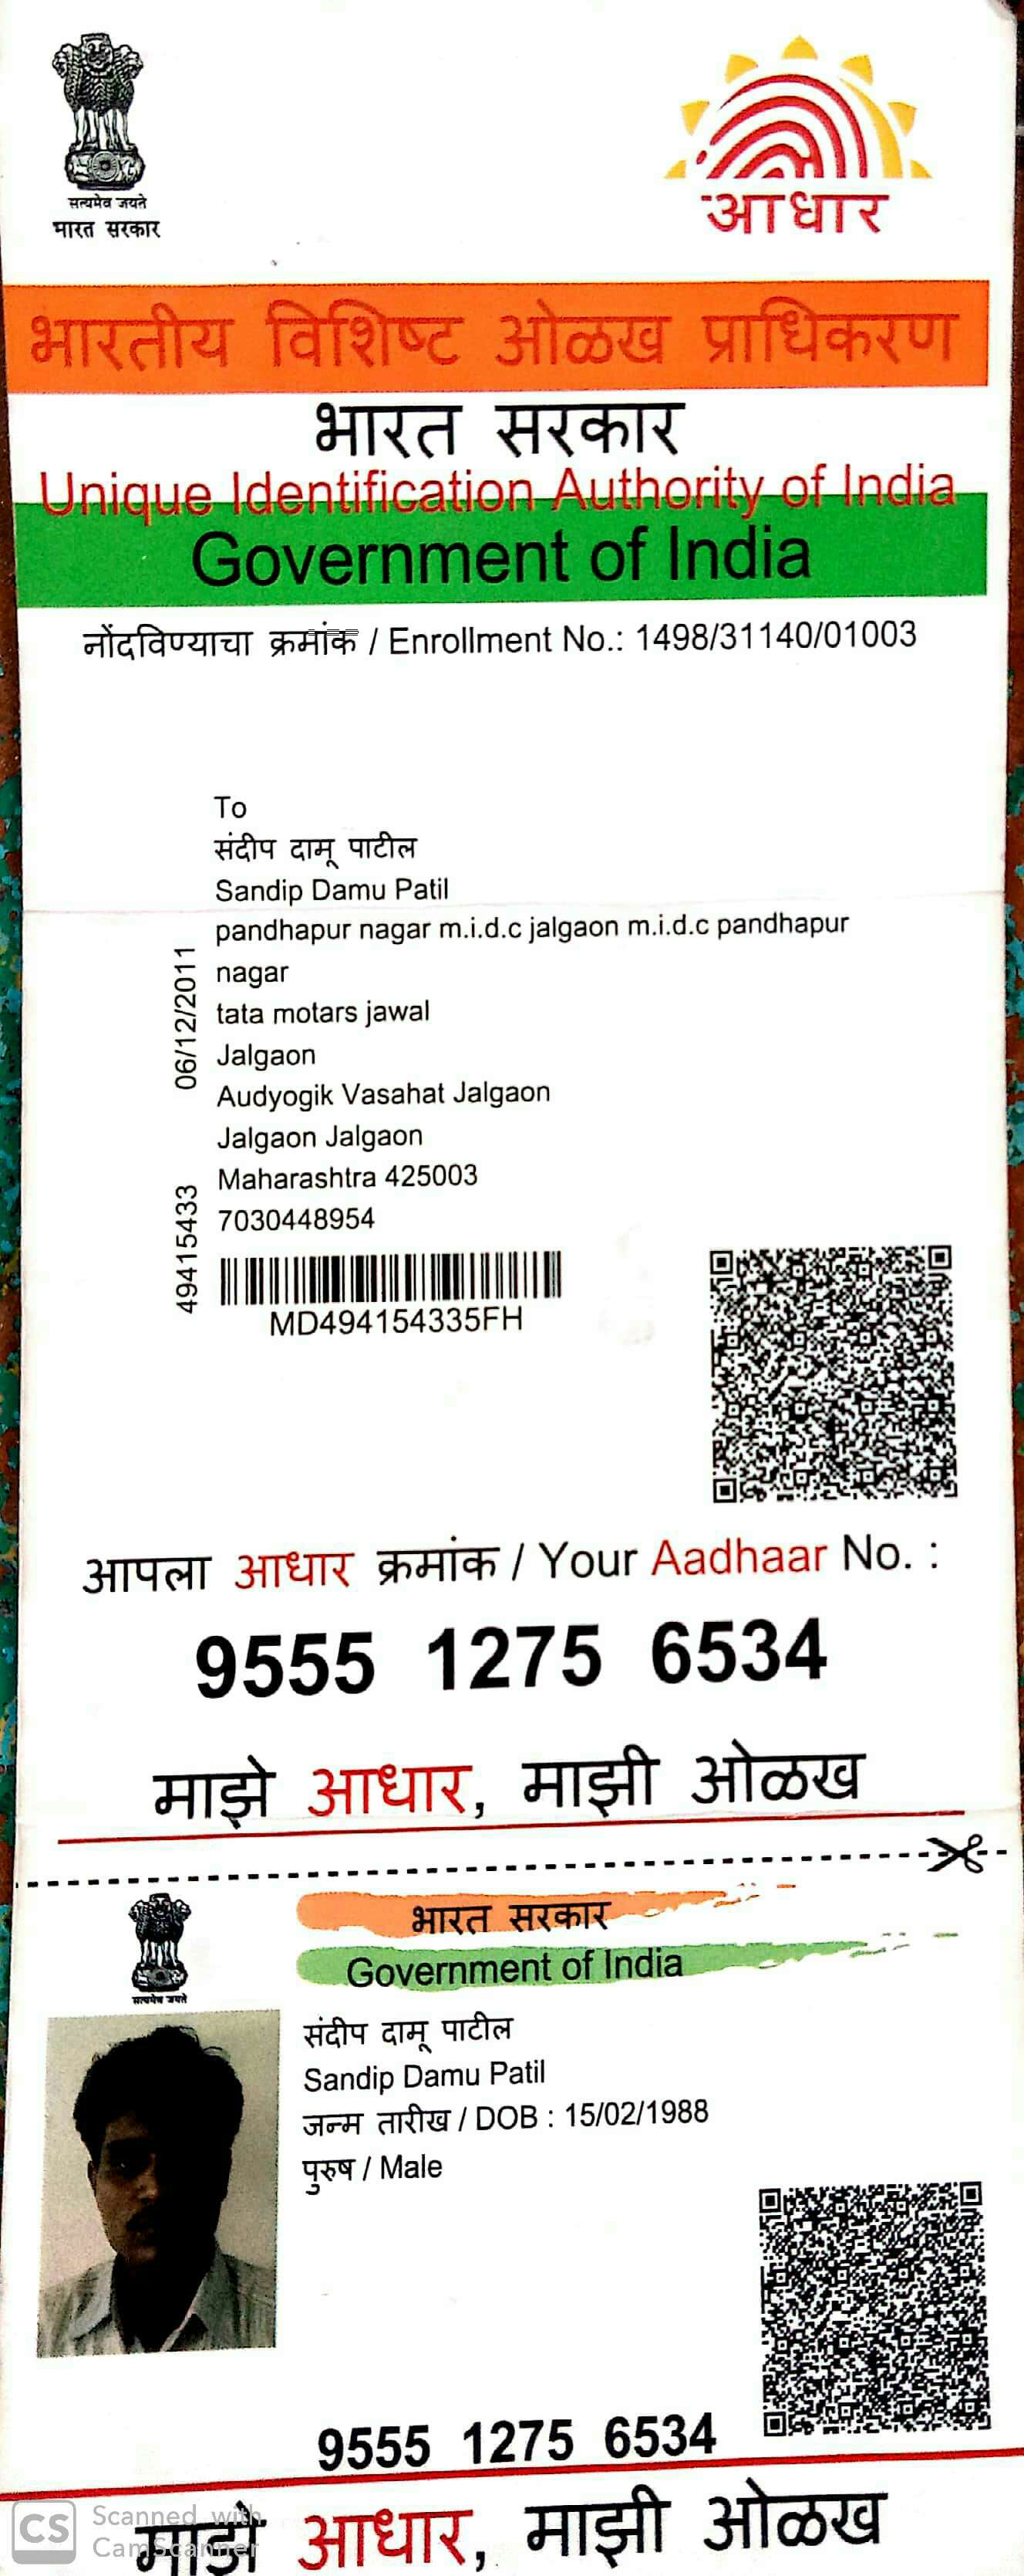 सत्यमेव जयते
भारत सरकार
आधार
भारतीय विशिष्ट ओळख प्राधिकरण
भारत सरकार
Unique Identification Authority of India
Government of India
नोंदविण्याचा क्रमांक / Enrollment No.: 1498/31140/01003
To
संदीप दामू पाटील
Sandip Damu Patil
pandhapur nagar m.i.d.c jalgaon m.i.d.c pandhapur
nagar
tata motars jawal
Jalgaon
Audyogik Vasahat Jalgaon
Jalgaon Jalgaon
Maharashtra 425003
7030448954
06/12/2011
49415433
MD494154335FH
आपला आधार क्रमांक / Your Aadhaar No. :
9555 1275 6534
माझे आधार, माझी ओळख
सत्यमेव जयते
भारत सरकार
Government of India
संदीप दामू पाटील
Sandip Damu Patil
जन्म तारीख / DOB : 15/02/1988
पुरुष / Male
9555 1275 6534
माझे आधार, माझी ओळख
CS Scanned with
CamScanner